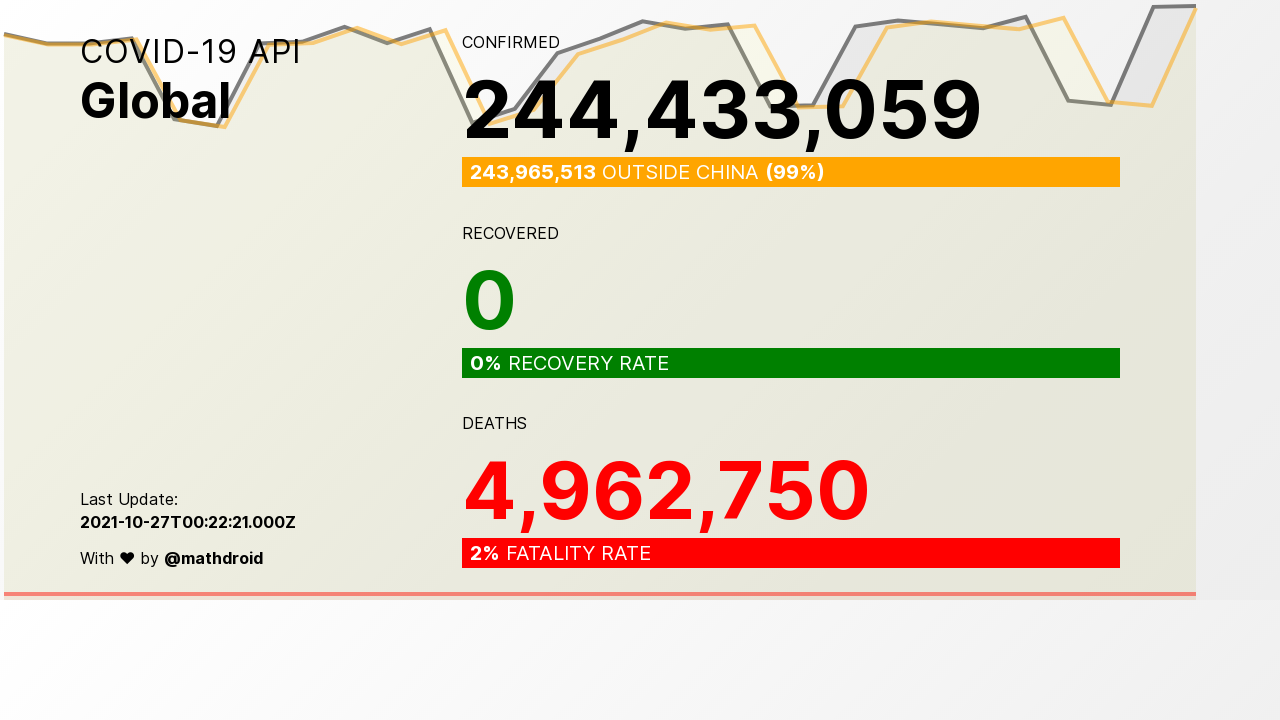 COVID-19 API
Global
CONFIRMED
244,433,059
243,965,513 OUTSIDE CHINA (99%)
RECOVERED
0
0% RECOVERY RATE
DEATHS
4,962,750
2% FATALITY RATE
Last Update:
2021-10-27T00:22:21.000Z
With ♥ by @mathdroid